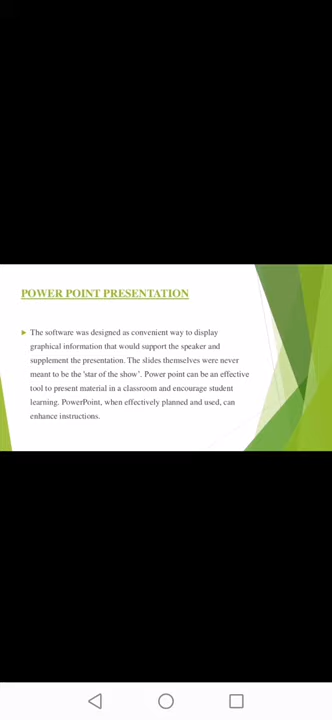 POWER POINT PRESENTATION
The software was designed as convenient way to display
graphical information that would support the speaker and
supplement the presentation. The slides themselves were never
meant to be the 'star of the show'. Power point can be an effective
tool to present material in a classroom and encourage student
learning. PowerPoint, when effectively planned and used, can
enhance instructions.